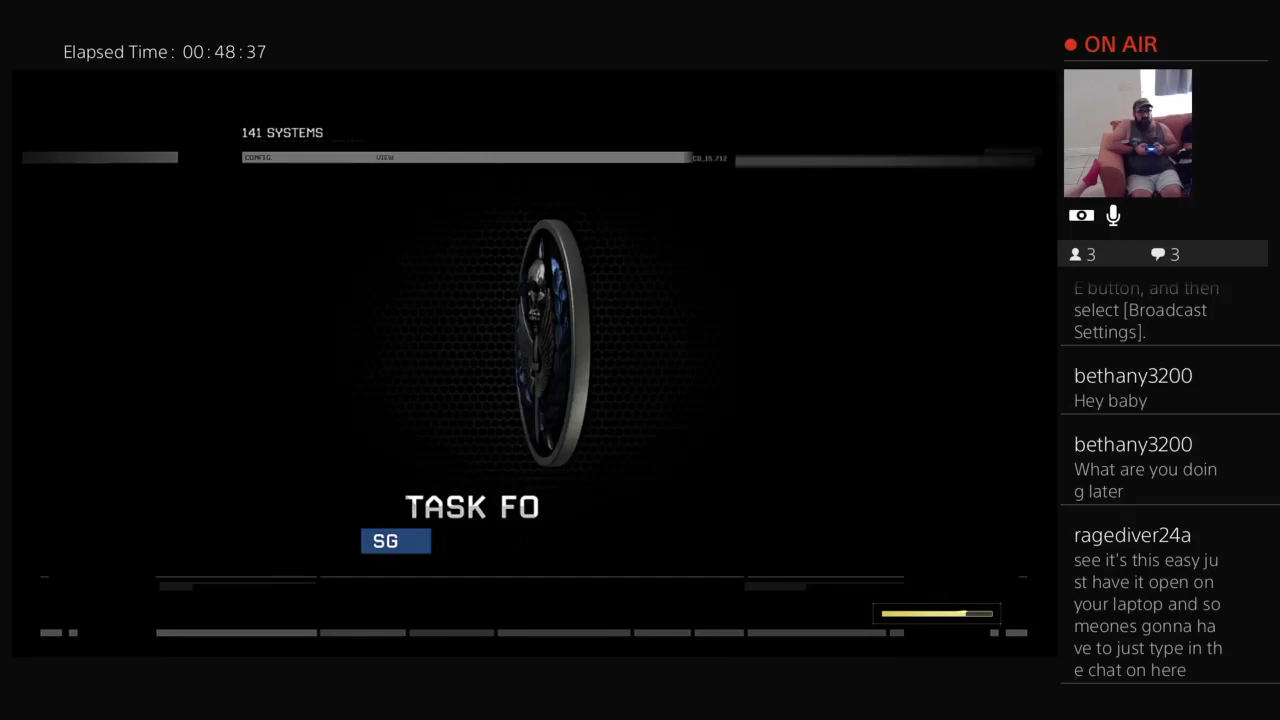 Elapsed Time: 00:48:37
ON AIR
141 SYSTEMS
CONFIG. VIEW
CD_15.712
3 3
E button, and then
select [Broadcast
Settings].
bethany3200
Hey baby
bethany3200
What are you doin
g later
ragediver24a
see it's this easy ju
st have it open on
your laptop and so
meones gonna ha
ve to just type in th
e chat on here
TASK FO
SG